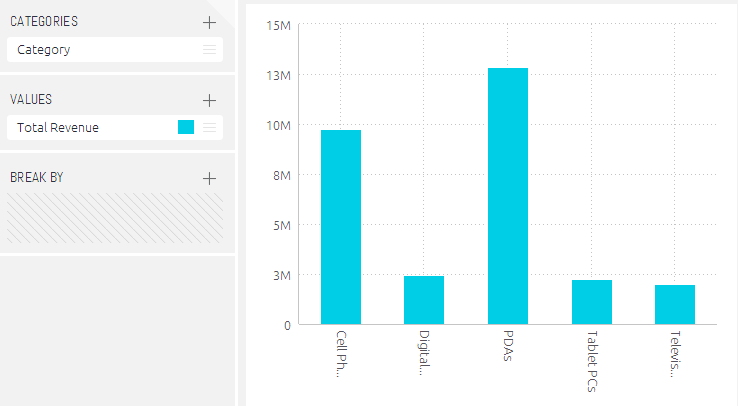 CATEGORIES
Category
VALUES
Total Revenue
BREAK BY
15M
13M
10M
8M
5M
3M
0
Cell Ph...
Digital...
PDAs
Tablet PCs
Televis...